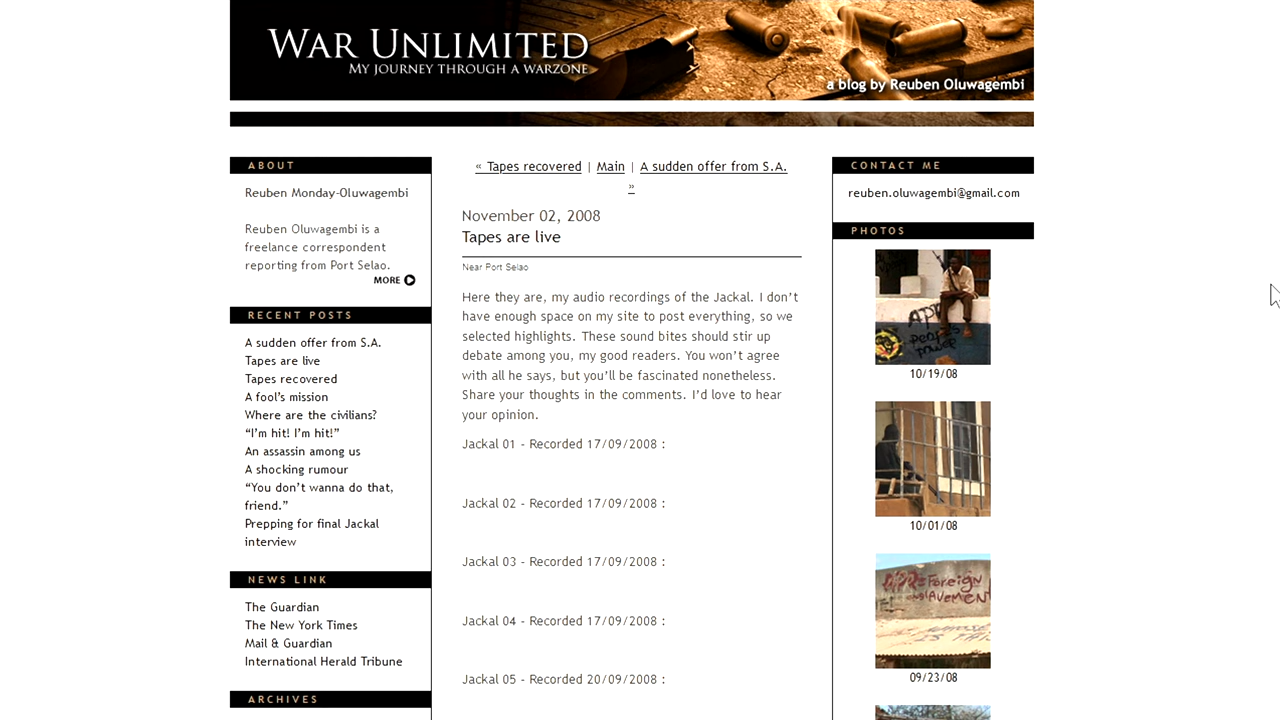 WAR UNLIMITED
MY JOURNEY THROUGH A WARZONE
a blog by Reuben Oluwagembi
ABOUT
Reuben Monday-Oluwagembi
Reuben Oluwagembi is a
freelance correspondent
reporting from Port Selao.
MORE
RECENT POSTS
A sudden offer from S.A.
Tapes are live
Tapes recovered
A fool's mission
Where are the civilians?
“I'm hit! I'm hit!”
An assassin among us
A shocking rumour
“You don't wanna do that,
friend.”
Prepping for final Jackal
interview
NEWS LINK
The Guardian
The New York Times
Mail & Guardian
International Herald Tribune
ARCHIVES
« Tapes recovered | Main | A sudden offer from S.A.
»
November 02, 2008
Tapes are live
Near Port Selao
Here they are, my audio recordings of the Jackal. I don't
have enough space on my site to post everything, so we
selected highlights. These sound bites should stir up
debate among you, my good readers. You won't agree
with all he says, but you'll be fascinated nonetheless.
Share your thoughts in the comments. I'd love to hear
your opinion.
Jackal 01 - Recorded 17/09/2008 :
Jackal 02 - Recorded 17/09/2008 :
Jackal 03 - Recorded 17/09/2008 :
Jackal 04 - Recorded 17/09/2008 :
Jackal 05 - Recorded 20/09/2008 :
CONTACT ME
reuben.oluwagembi@gmail.com
PHOTOS
10/19/08
10/01/08
Foreign
09/23/08